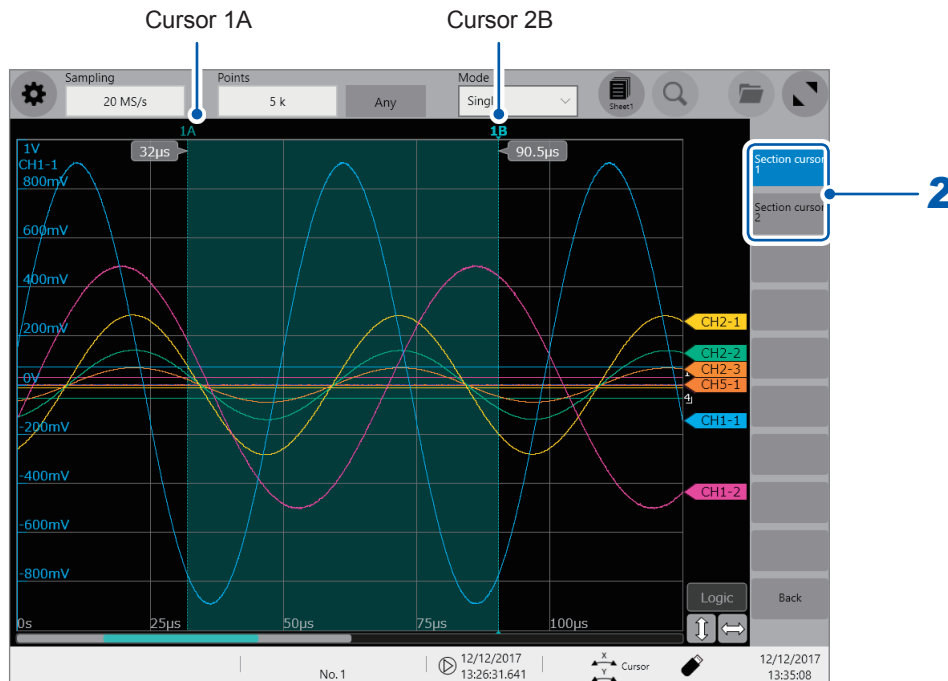 Cursor 1A
Cursor 2B
Sampling
20 MS/s
Points
5 k
Any
Mode
Singl
Sheet1
1A
1B
1V
CH1-1
32µs
90.5µs
800mV
600mV
400mV
200mV
0V
-200mV
-400mV
-600mV
-800mV
0s
25µs
50µs
75µs
100µs
CH2-1
CH2-2
CH2-3
CH5-1
CH1-1
CH1-2
1
4
Section cursor
1
Section cursor
2
2
Logic
Back
No. 1
12/12/2017
13:26:31.641
X
Y
Cursor
12/12/2017
13:35:08